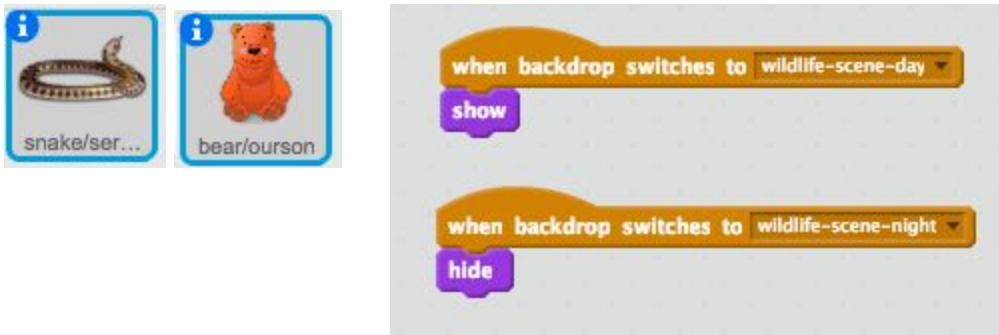 i
snake/ser...
i
bear/ourson
when backdrop switches to wildlife-scene-day
show
when backdrop switches to wildlife-scene-night
hide